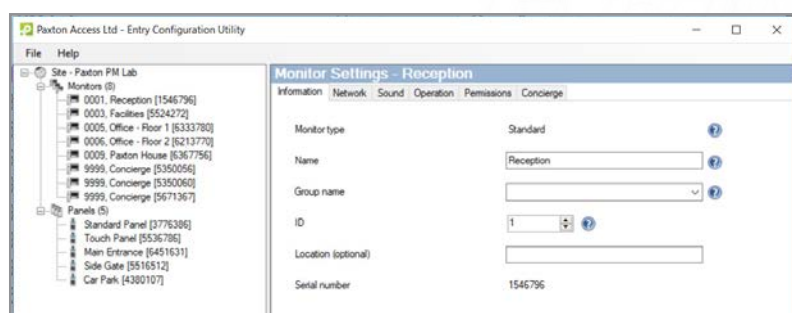 Paxton Access Ltd - Entry Configuration Utility
File Help
Site - Paxton PM Lab
Monitors (8)
0001, Reception [1546796]
0003, Facilities [5524272]
0005, Office - Floor 1 [6333780]
0006, Office - Floor 2 [6213770]
0009, Paxton House [6367756]
9999, Concierge [5350056]
9999, Concierge [5350060]
9999, Concierge [5671367]
Panels (5)
Standard Panel [3776386]
Touch Panel [5536786]
Main Entrance [6451631]
Side Gate [5516512]
Car Park [4380107]
Monitor Settings - Reception
Information Network Sound Operation Permissions Concierge
Monitor type Standard
Name Reception
Group name
ID 1
Location (optional)
Serial number 1546796